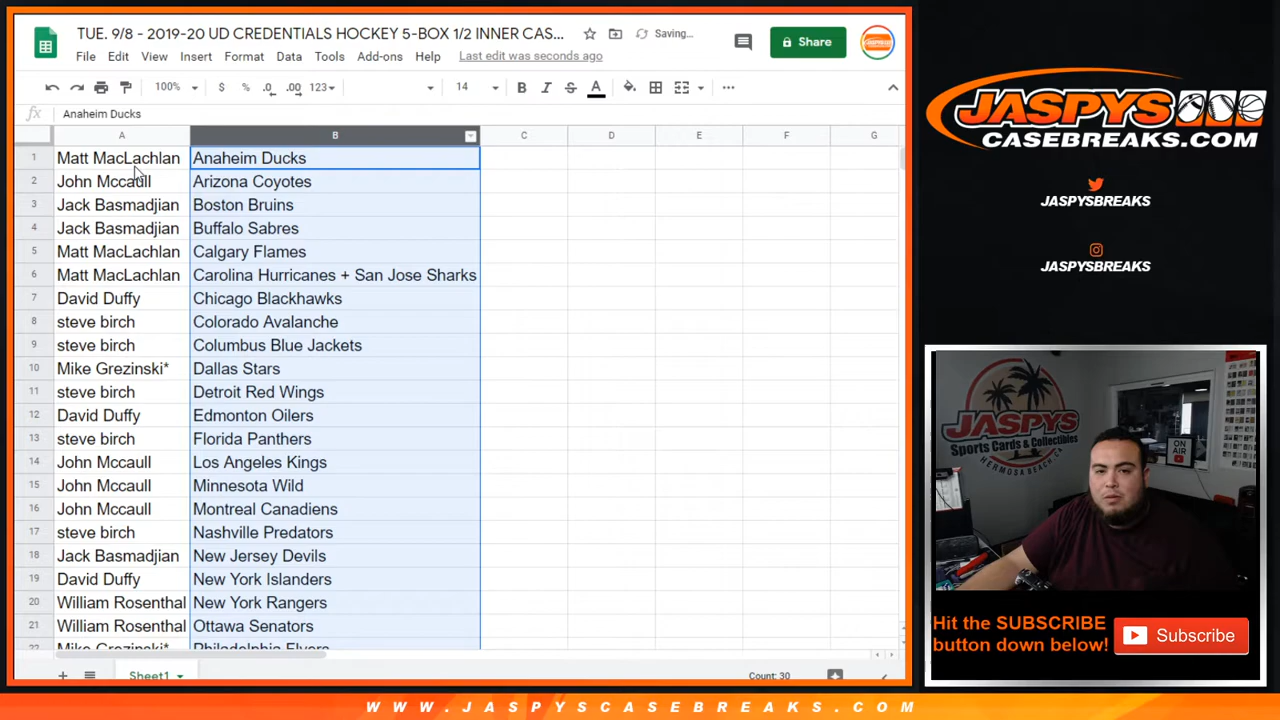 TUE. 9/8 - 2019-20 UD CREDENTIALS HOCKEY 5-BOX 1/2 INNER CAS...
Saving...
Share
File Edit View Insert Format Data Tools Add-ons Help Last edit was seconds ago
100% $ % .0 .00 123 14 B I S A
fx Anaheim Ducks
A B C D E F G
1 Matt MacLachlan Anaheim Ducks
2 John Mccaull Arizona Coyotes
3 Jack Basmadjian Boston Bruins
4 Jack Basmadjian Buffalo Sabres
5 Matt MacLachlan Calgary Flames
6 Matt MacLachlan Carolina Hurricanes + San Jose Sharks
7 David Duffy Chicago Blackhawks
8 steve birch Colorado Avalanche
9 steve birch Columbus Blue Jackets
10 Mike Grezinski* Dallas Stars
11 steve birch Detroit Red Wings
12 David Duffy Edmonton Oilers
13 steve birch Florida Panthers
14 John Mccaull Los Angeles Kings
15 John Mccaull Minnesota Wild
16 John Mccaull Montreal Canadiens
17 steve birch Nashville Predators
18 Jack Basmadjian New Jersey Devils
19 David Duffy New York Islanders
20 William Rosenthal New York Rangers
21 William Rosenthal Ottawa Senators
22 Mike Grezinski* Philadelphia Flyers
Sheet1
Count: 30
JASPYS
CASEBREAKS.COM
JASPYSBREAKS
JASPYSBREAKS
JASPYS
Sports Cards & Collectibles
HERMOSA BEACH, CA
ON AIR
Hit the SUBSCRIBE
button down below!
Subscribe
WWW.JASPYSCASEBREAKS.COM